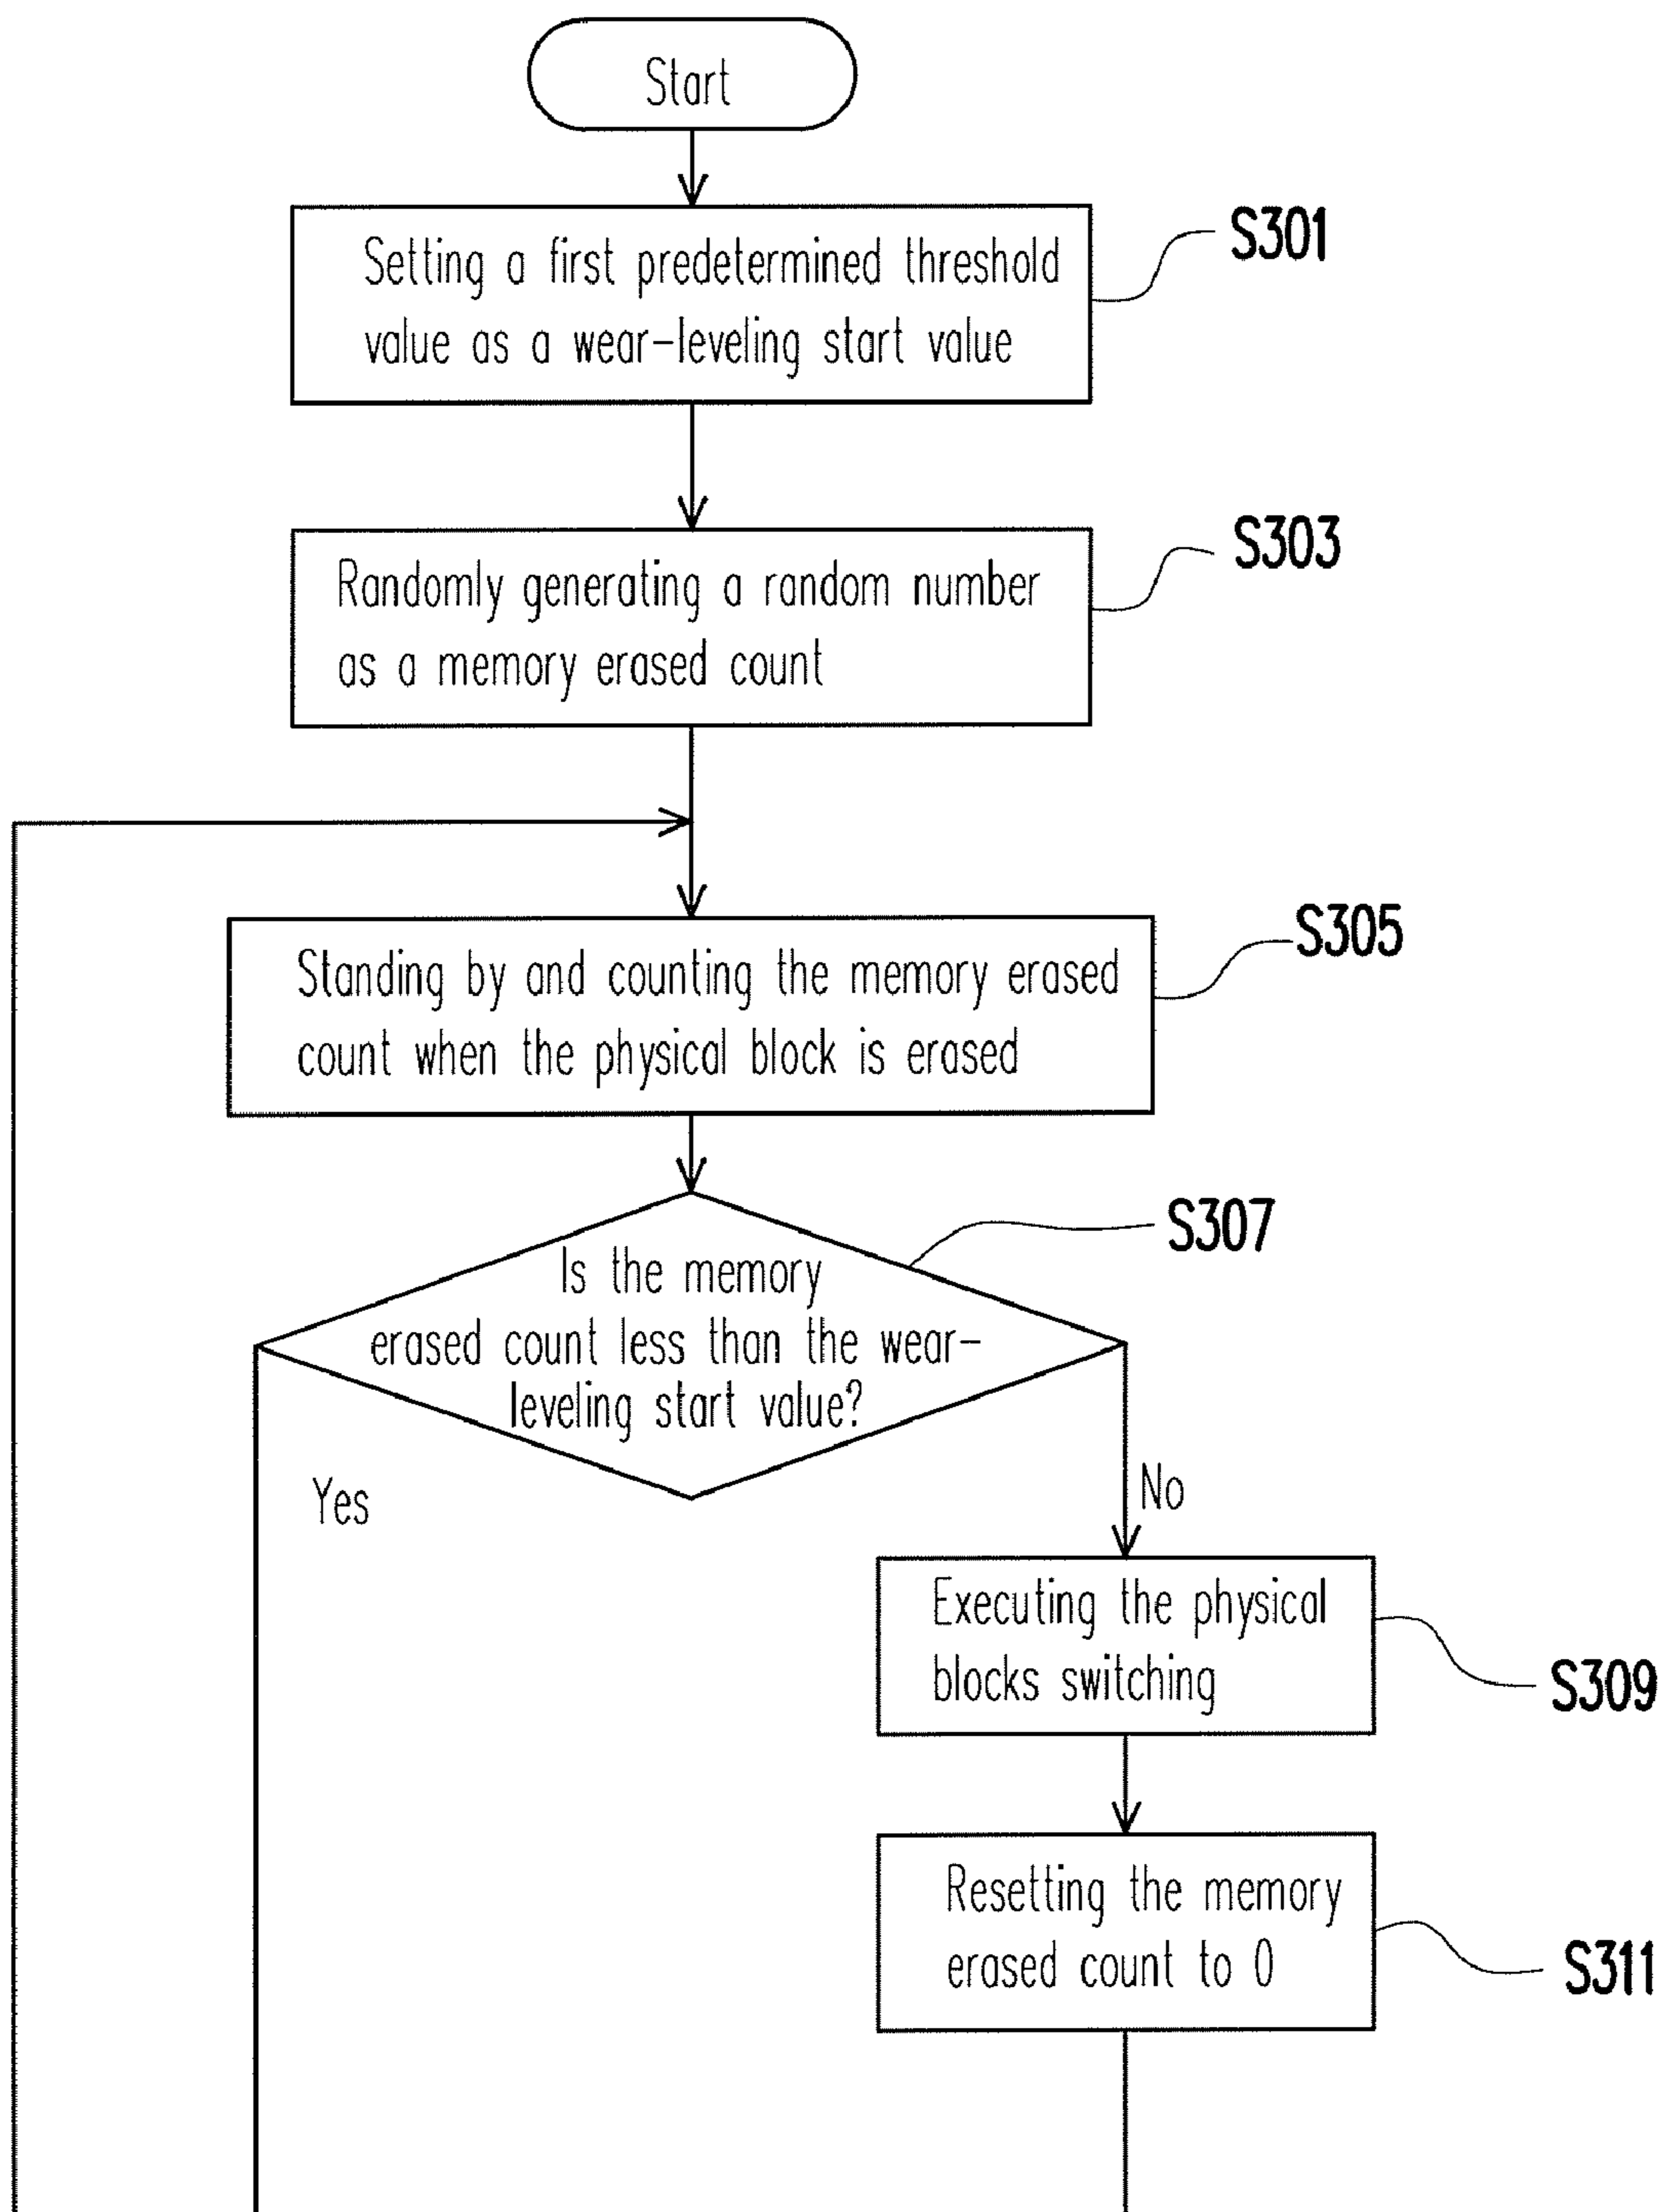 Start
Setting a first predetermined threshold
value as a wear-leveling start value
S301
Randomly generating a random number
as a memory erased count
S303
Standing by and counting the memory erased
count when the physical block is erased
S305
Is the memory
erased count less than the wear-
leveling start value?
S307
Yes
No
Executing the physical
blocks switching
S309
Resetting the memory
erased count to 0
S311